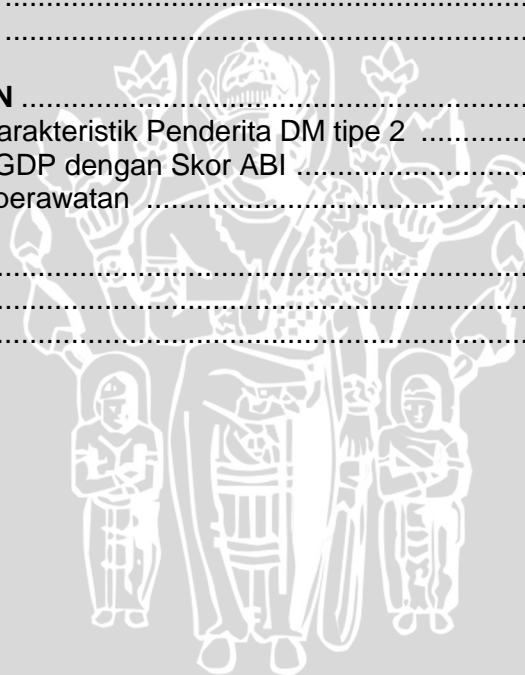 ................................................................
................................................................
N ................................................................
arakteristik Penderita DM tipe 2 ................
GDP dengan Skor ABI ................................
perawatan ................................................
................................................................
................................................................
................................................................